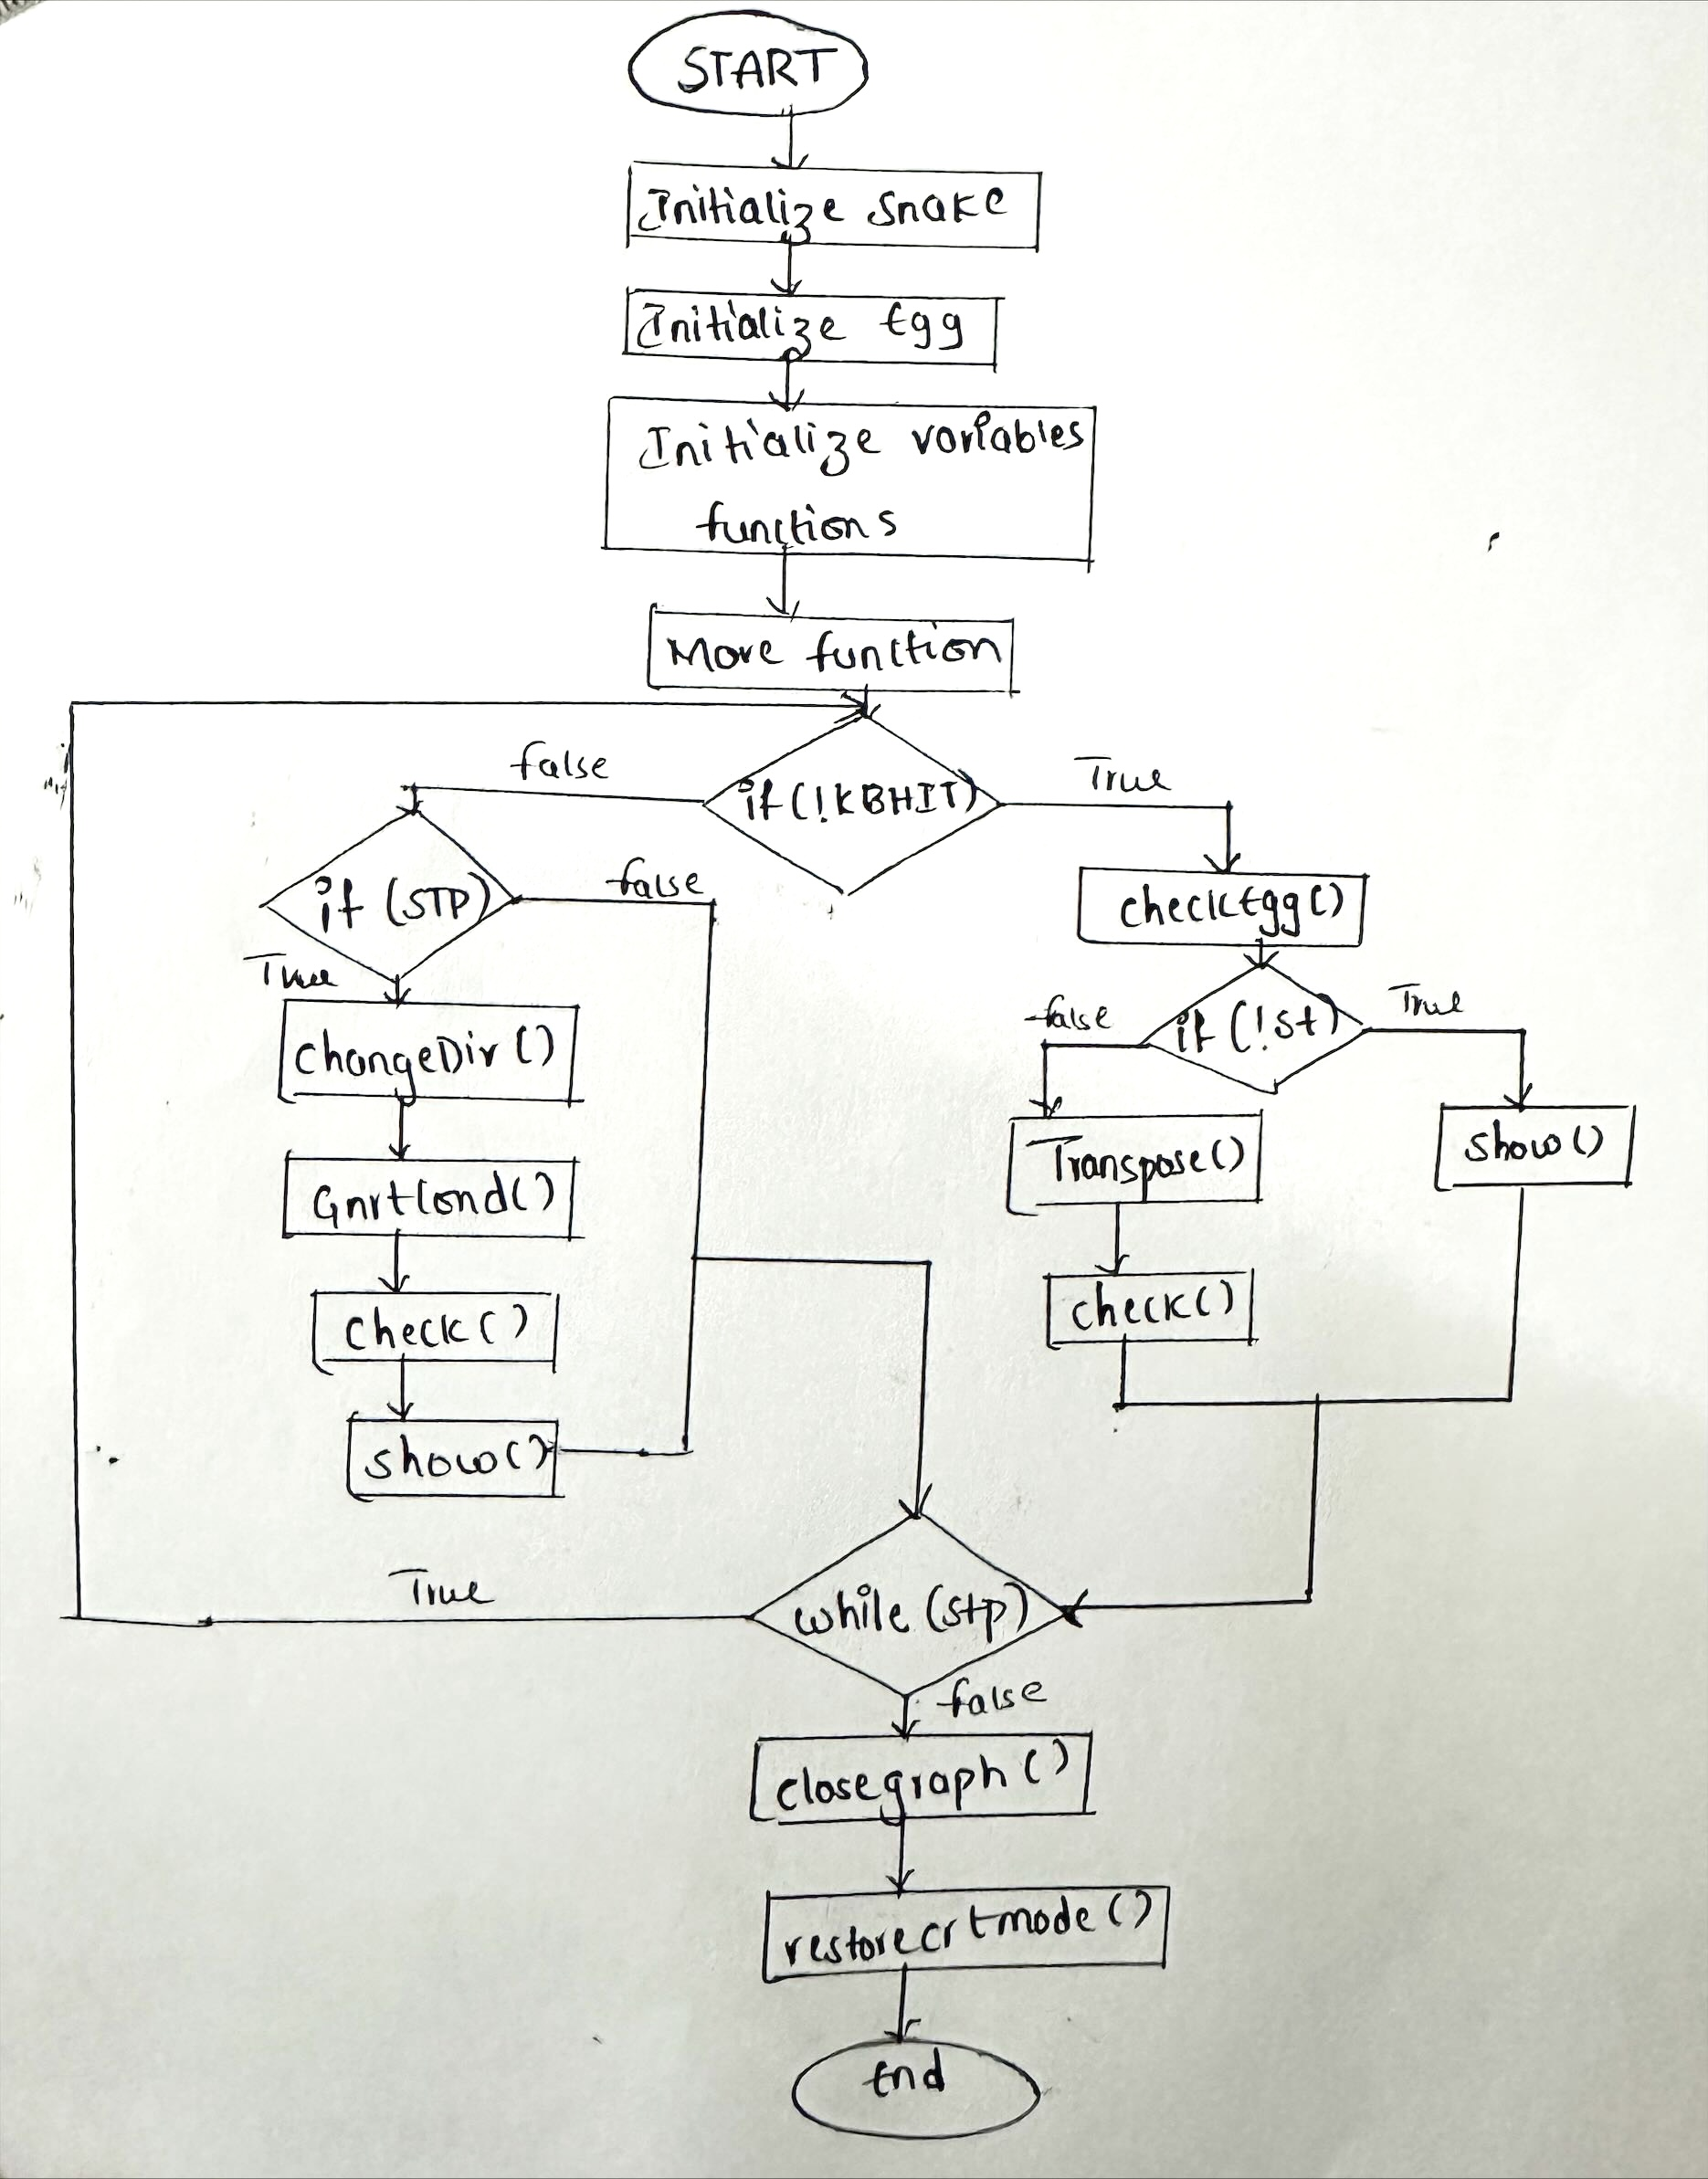 START
Initialize snake
Initialize Egg
Initialize variables
functions
Move function
false
if(!KBHIT)
True
if (STP)
false
checkEgg()
True
false
if (!st)
True
changeDir()
Transpose()
show()
GnrtCond()
check()
check()
show()
True
while (stp)
false
closegraph()
restorecrtmode()
End